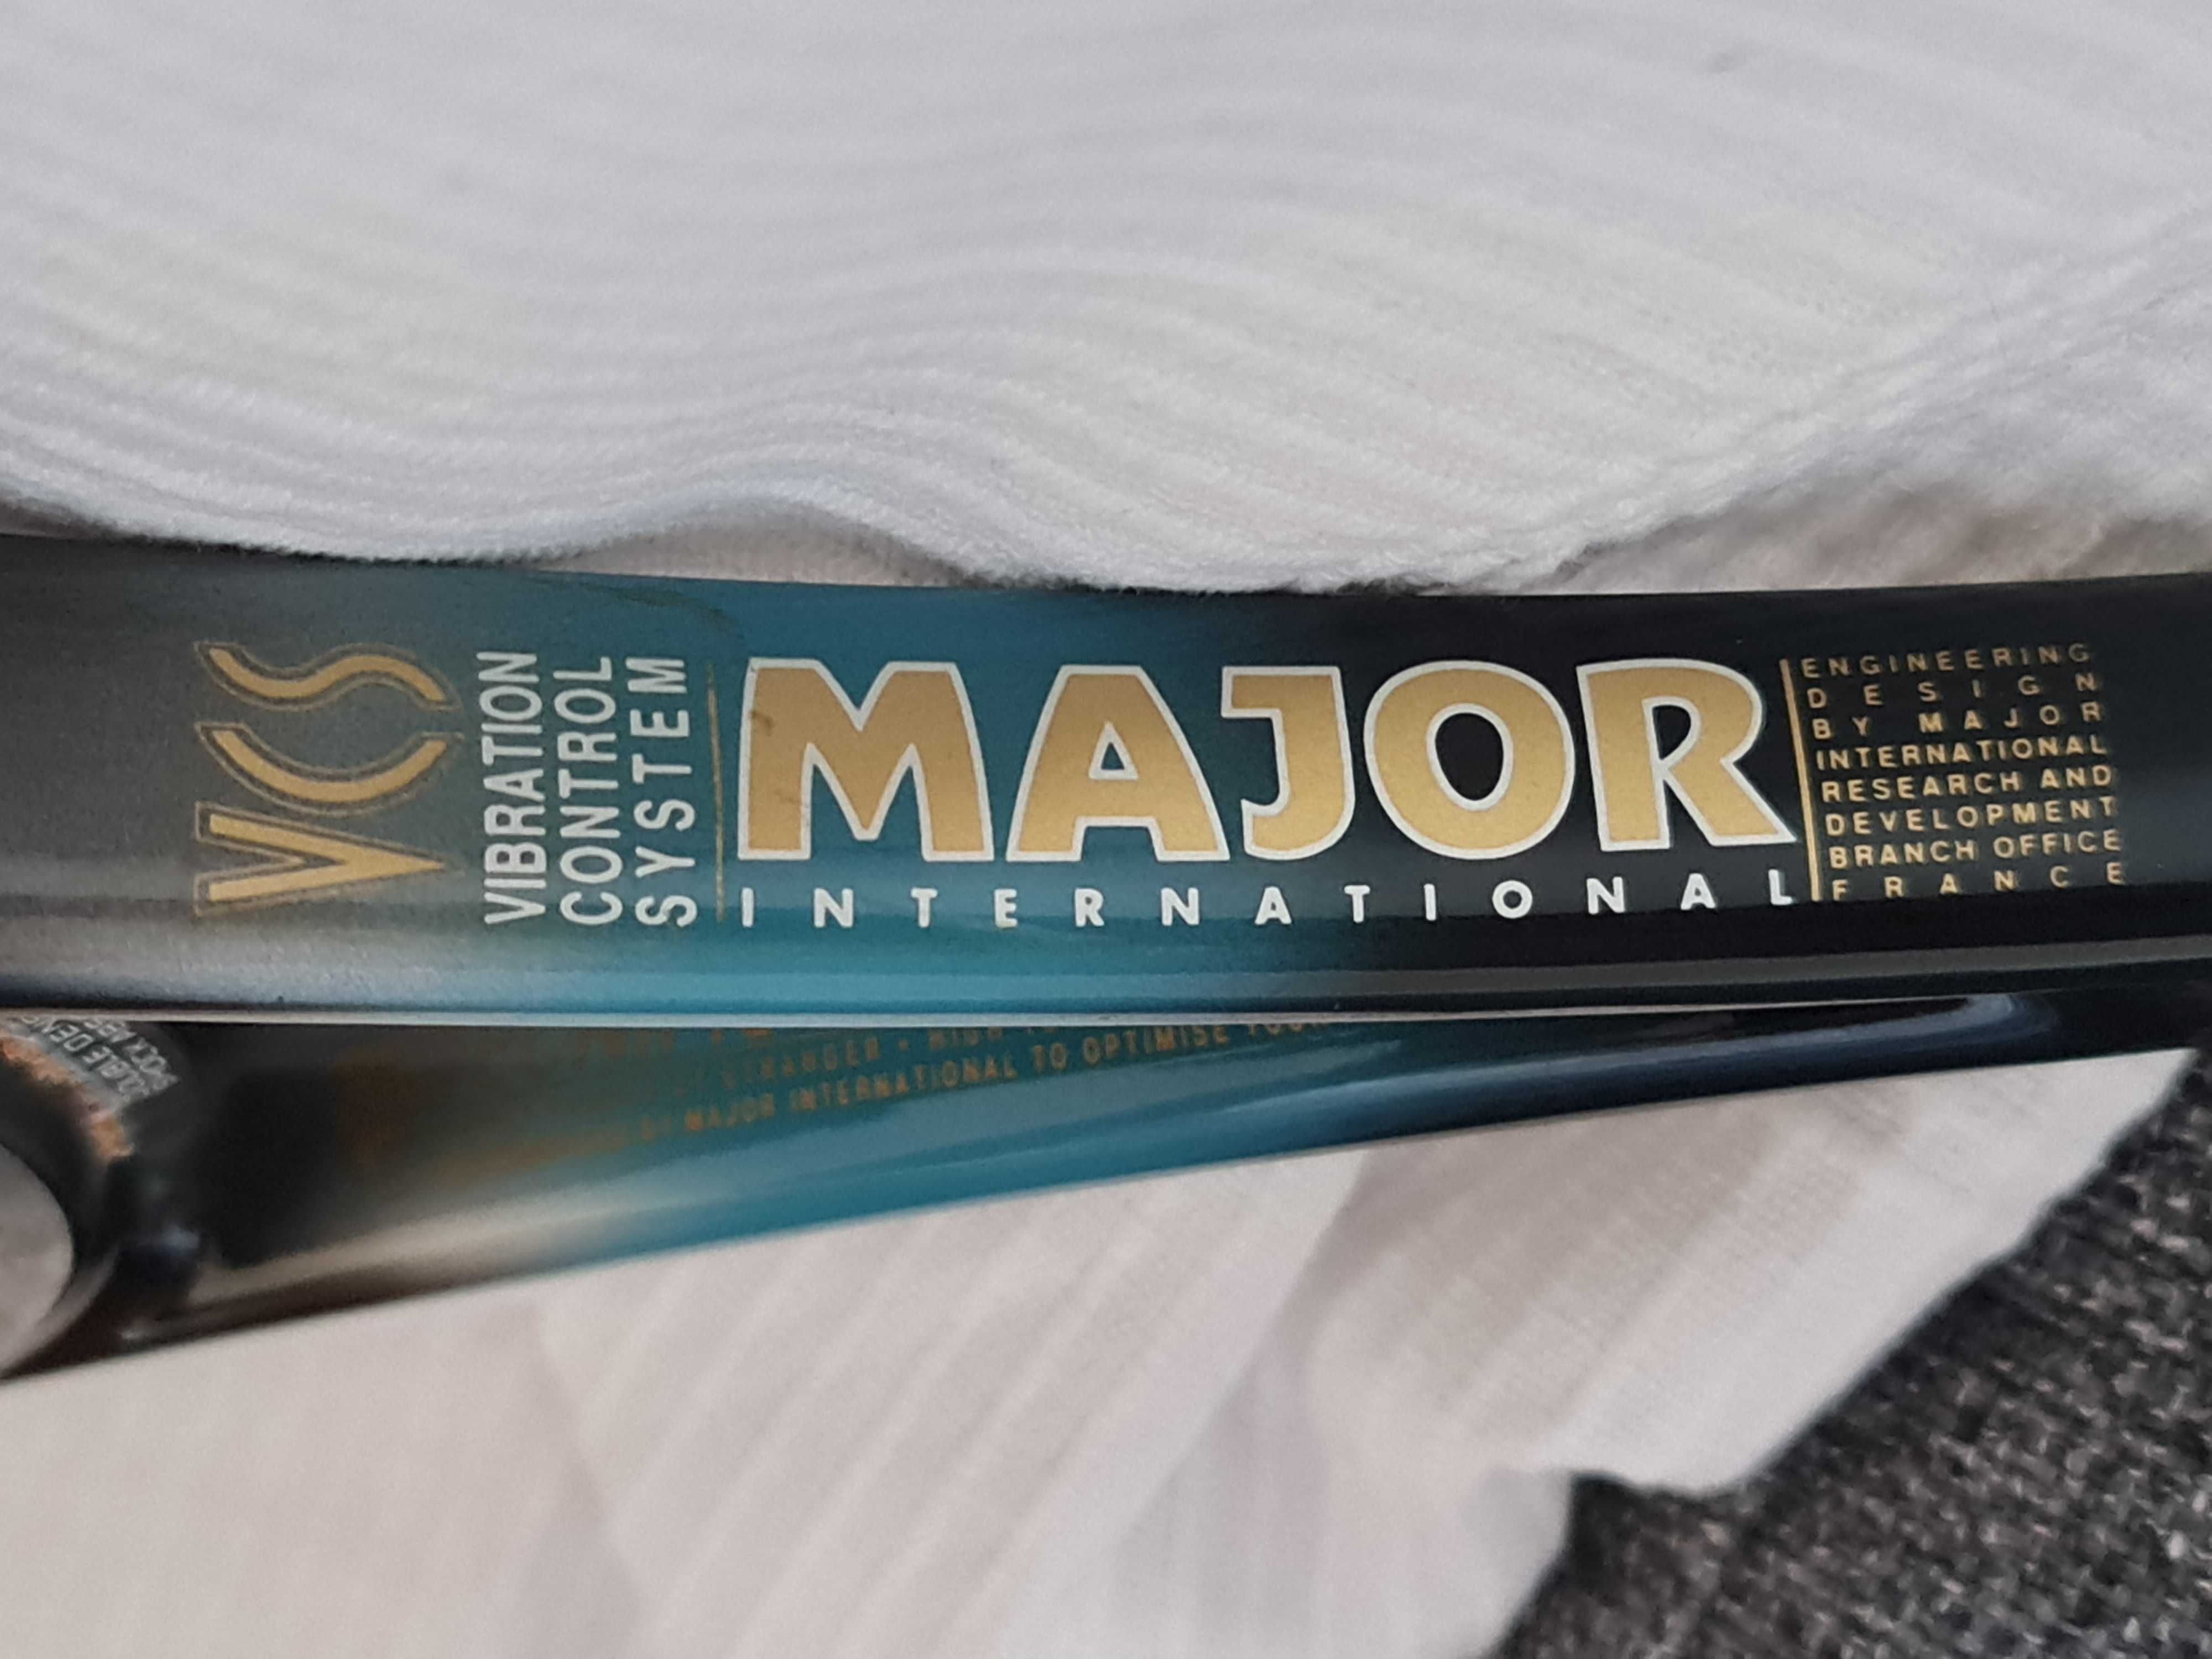 VCS
VIBRATION
CONTROL
SYSTEM
MAJOR
INTERNATIONAL
ENGINEERING
DESIGN
BY MAJOR
INTERNATIONAL
RESEARCH AND
DEVELOPMENT
BRANCH OFFICE
FRANCE
BY MAJOR INTERNATIONAL TO OPTIMISE